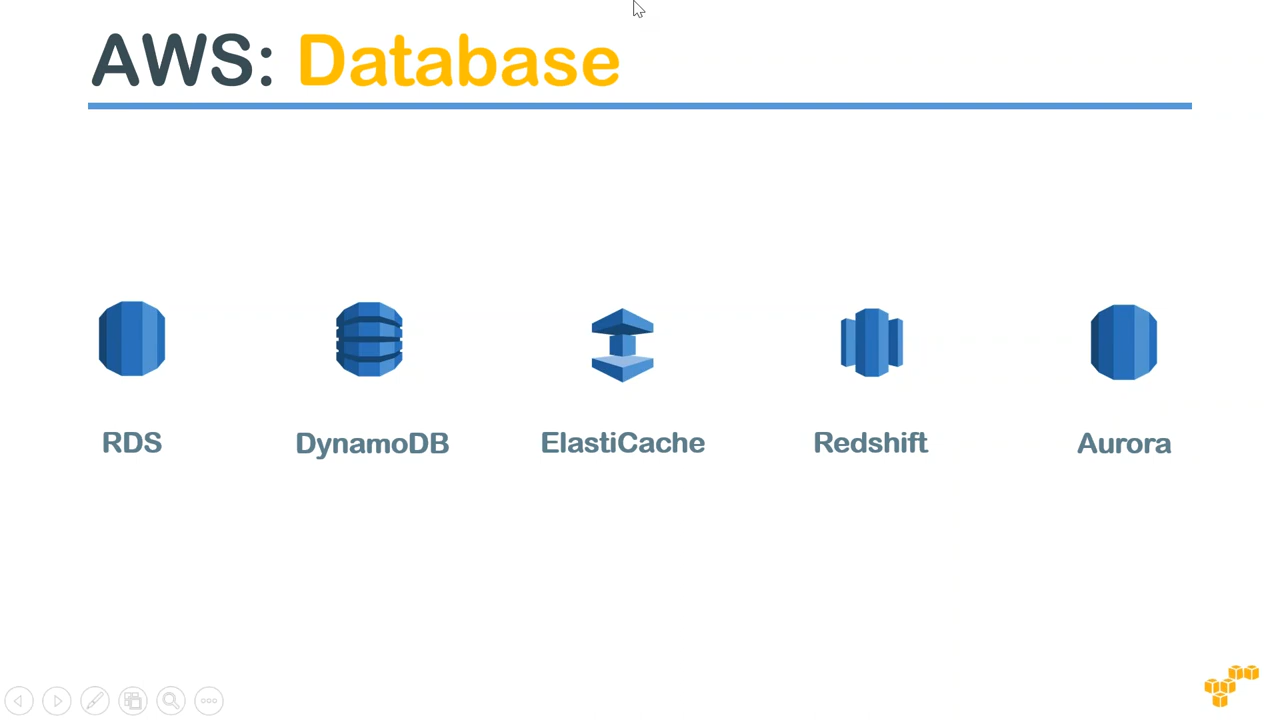 AWS: Database
RDS
DynamoDB
ElastiCache
Redshift
Aurora